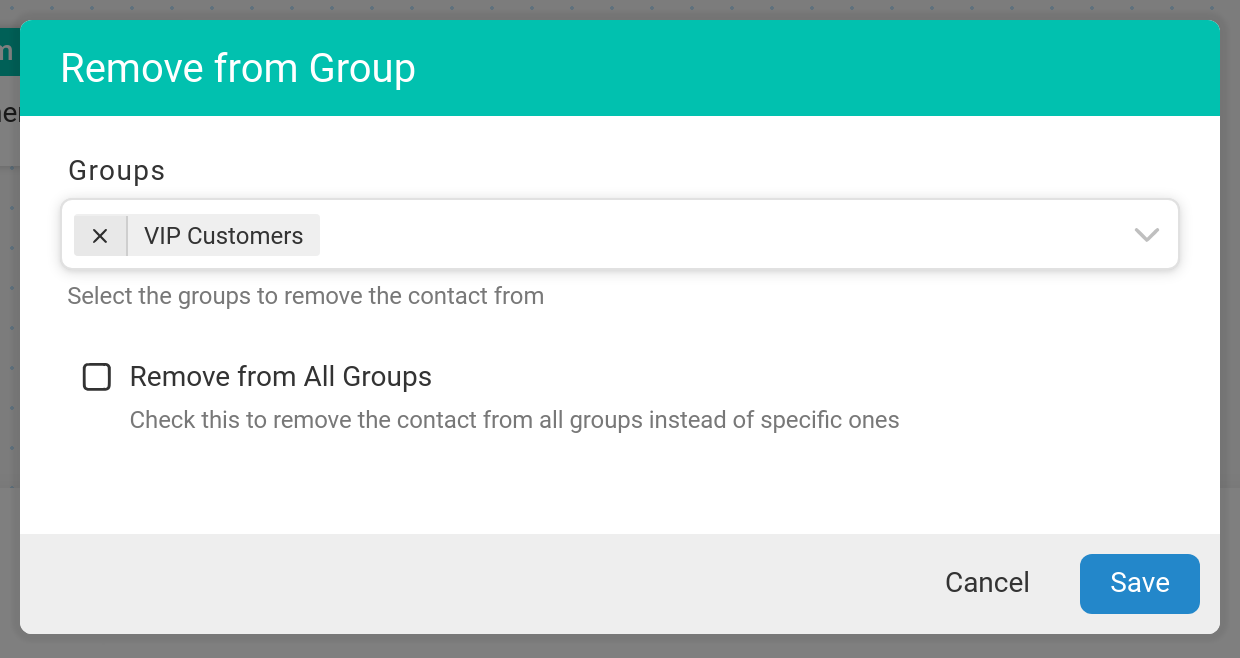 Remove from Group
Groups
VIP Customers
Select the groups to remove the contact from
Remove from All Groups
Check this to remove the contact from all groups instead of specific ones
Cancel
Save